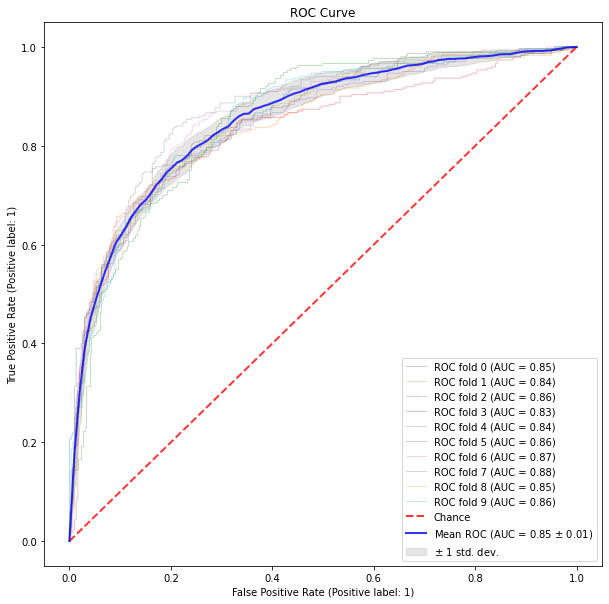 ROC Curve
True Positive Rate (Positive label: 1)
1.0
0.8
0.6
0.4
0.2
0.0
0.0 0.2 0.4 0.6 0.8 1.0
False Positive Rate (Positive label: 1)
ROC fold 0 (AUC = 0.85)
ROC fold 1 (AUC = 0.84)
ROC fold 2 (AUC = 0.86)
ROC fold 3 (AUC = 0.83)
ROC fold 4 (AUC = 0.84)
ROC fold 5 (AUC = 0.86)
ROC fold 6 (AUC = 0.87)
ROC fold 7 (AUC = 0.88)
ROC fold 8 (AUC = 0.85)
ROC fold 9 (AUC = 0.86)
Chance
Mean ROC (AUC = 0.85 ± 0.01)
± 1 std. dev.